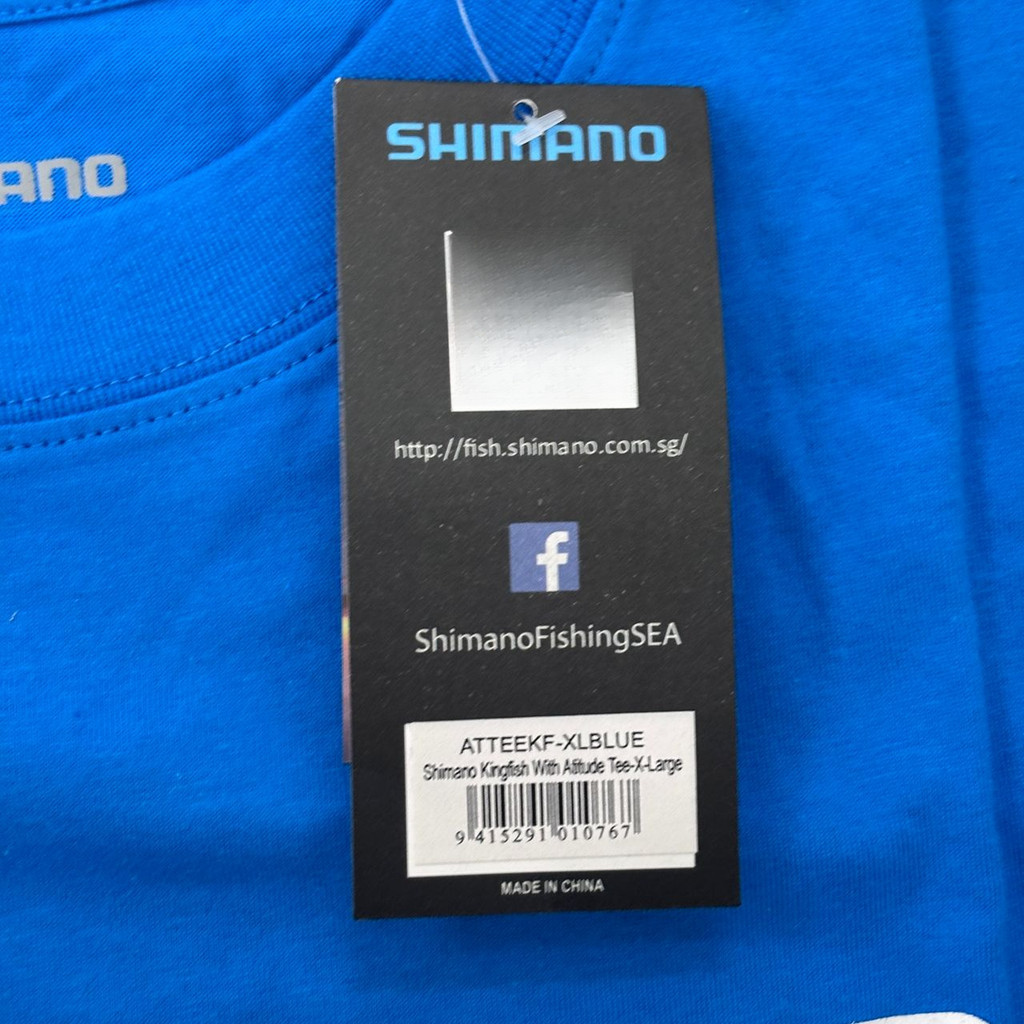 SHIMANO
ANO
http://fish.shimano.com.sg/
f
ShimanoFishingSEA
ATTEEKF-XLBLUE
Shimano Kingfish With Attitude Tee-X-Large
9 415291 010767
MADE IN CHINA